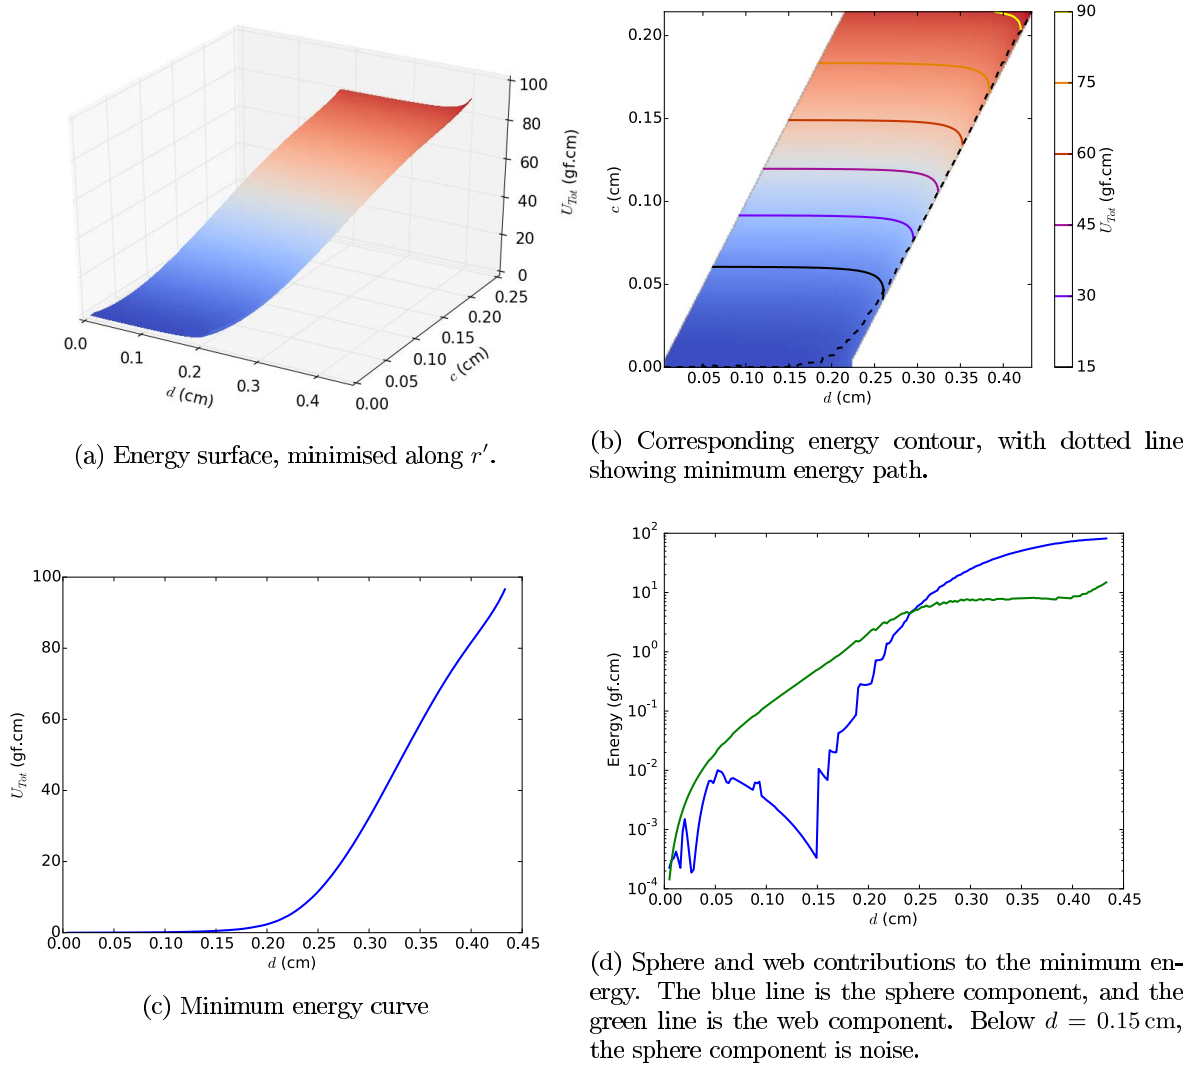 100
80
60
40
20
0
U_Tot (gf.cm)
0.0
0.1
0.2
0.3
0.4
d (cm)
0.00
0.05
0.10
0.15
0.20
0.25
c (cm)
(a) Energy surface, minimised along r′.
0.20
0.15
0.10
0.05
0.00
c (cm)
0.05 0.10 0.15 0.20 0.25 0.30 0.35 0.40
d (cm)
90
75
60
45
30
15
U_Tot (gf.cm)
(b) Corresponding energy contour, with dotted line
showing minimum energy path.
100
80
60
40
20
0
U_Tot (gf.cm)
0.00 0.05 0.10 0.15 0.20 0.25 0.30 0.35 0.40 0.45
d (cm)
(c) Minimum energy curve
10^2
10^1
10^0
10^-1
10^-2
10^-3
10^-4
Energy (gf.cm)
0.00 0.05 0.10 0.15 0.20 0.25 0.30 0.35 0.40 0.45
d (cm)
(d) Sphere and web contributions to the minimum en-
ergy. The blue line is the sphere component, and the
green line is the web component. Below d = 0.15 cm,
the sphere component is noise.